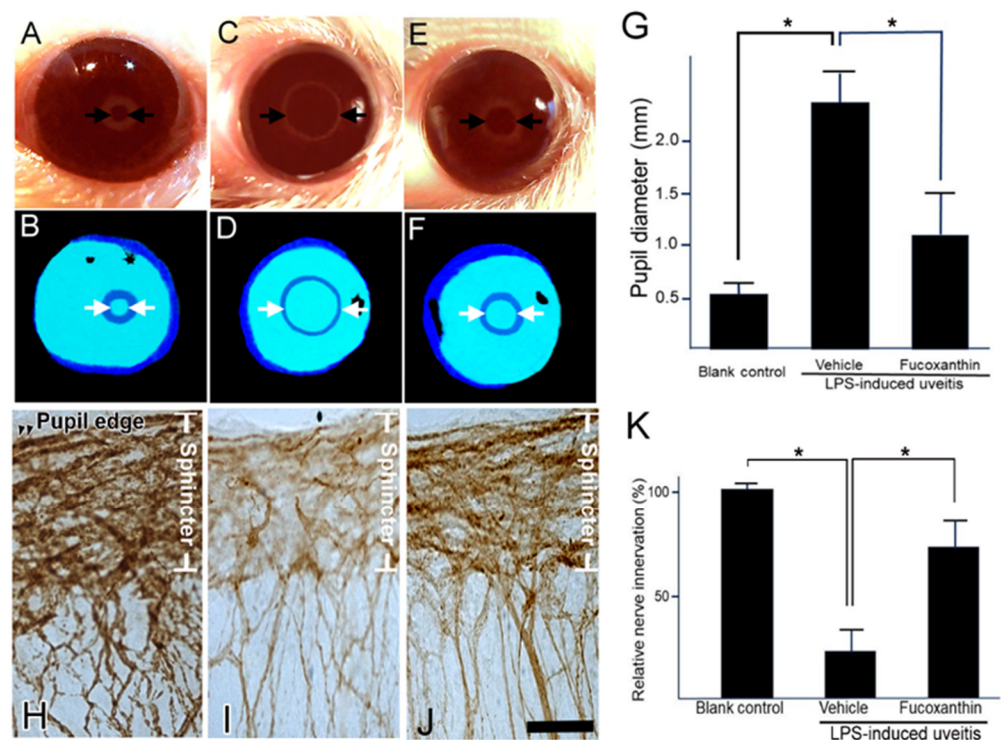 A
C
E
B
D
F
Pupil edge
Sphincter
Sphincter
Sphincter
H
I
J
G
*
*
Pupil diameter (mm)
2.0
1.5
1.0
0.5
Blank control
Vehicle
Fucoxanthin
LPS-induced uveitis
K
*
*
Relative nerve innervation (%)
100
50
Blank control
Vehicle
Fucoxanthin
LPS-induced uveitis